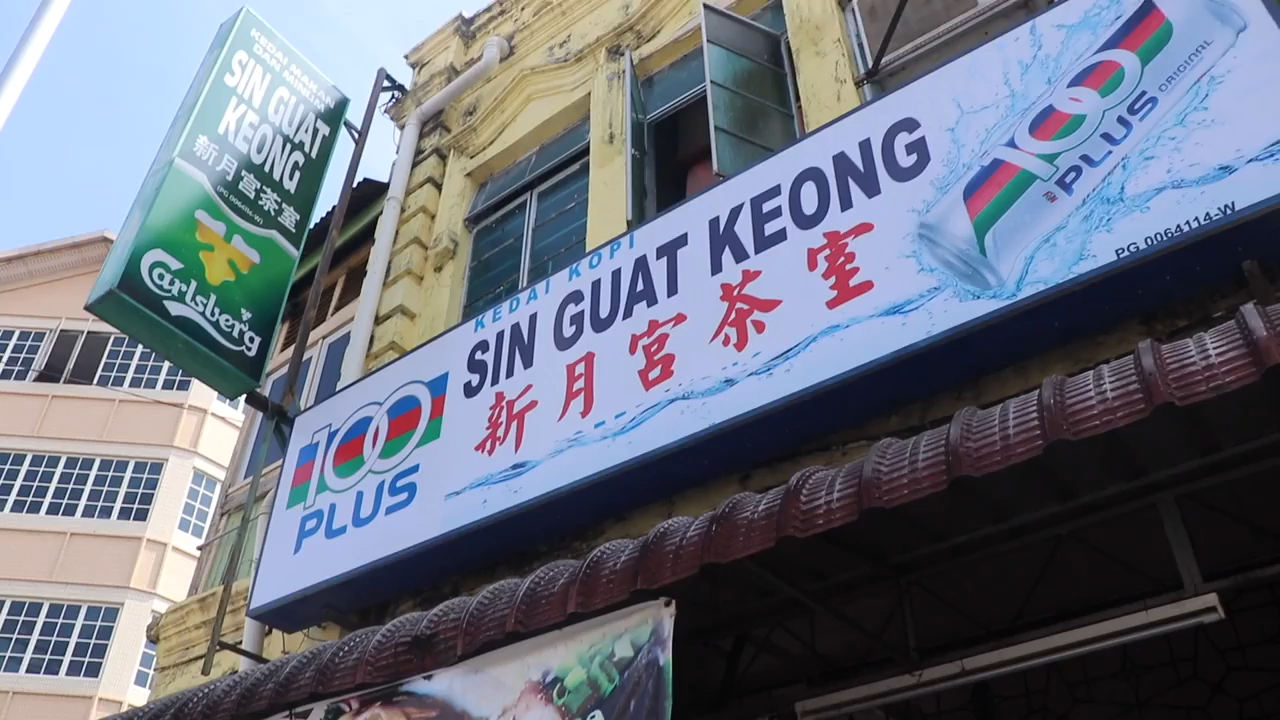 KEDAI MAKAN
DAN MINUM
SIN GUAT
KEONG
新月宮茶室
(PG 0064114-W)
Carlsberg
KEDAI KOPI
SIN GUAT KEONG
新月宮茶室
100
PLUS
100
PLUS
ORIGINAL
PG 0064114-W